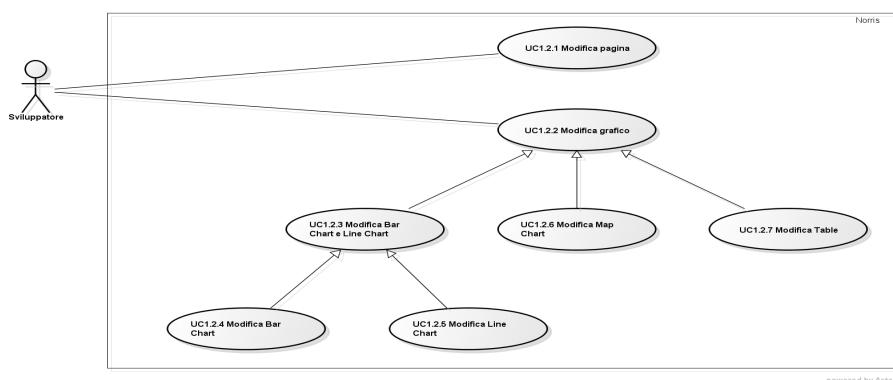 Norris
UC1.2.1 Modifica pagina
Sviluppatore
UC1.2.2 Modifica grafico
UC1.2.3 Modifica Bar
Chart e Line Chart
UC1.2.6 Modifica Map
Chart
UC1.2.7 Modifica Table
UC1.2.4 Modifica Bar
Chart
UC1.2.5 Modifica Line
Chart